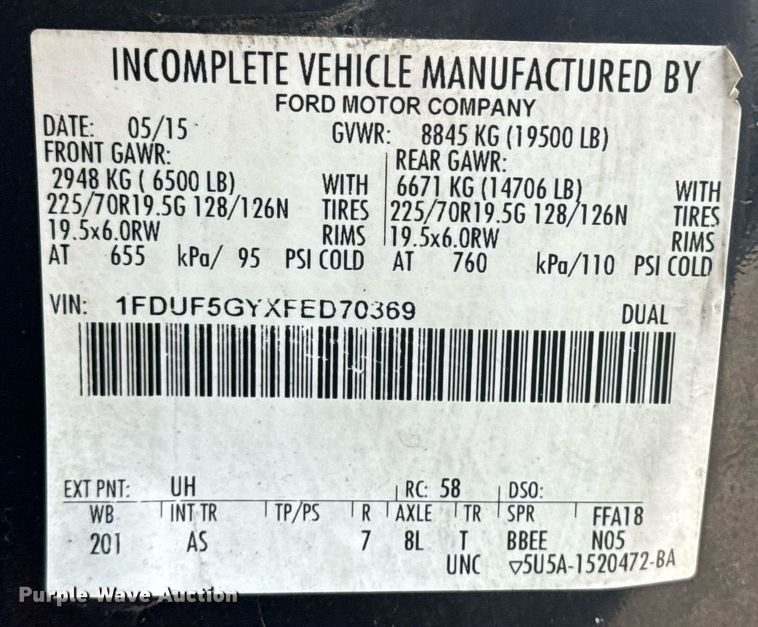 INCOMPLETE VEHICLE MANUFACTURED BY
FORD MOTOR COMPANY
DATE: 05/15 GVWR: 8845 KG (19500 LB)
FRONT GAWR: REAR GAWR:
2948 KG ( 6500 LB) WITH 6671 KG (14706 LB) WITH
225/70R19.5G 128/126N TIRES 225/70R19.5G 128/126N TIRES
19.5x6.0RW RIMS 19.5x6.0RW RIMS
AT 655 kPa/ 95 PSI COLD AT 760 kPa/110 PSI COLD
VIN: 1FDUF5GYXFED70369 DUAL
EXT PNT: UH RC: 58 DSO:
WB INT TR TP/PS R AXLE TR SPR FFA18
201 AS 7 8L T BBEE N05
UNC ▽5U5A-1520472-BA
Purple Wave Auction